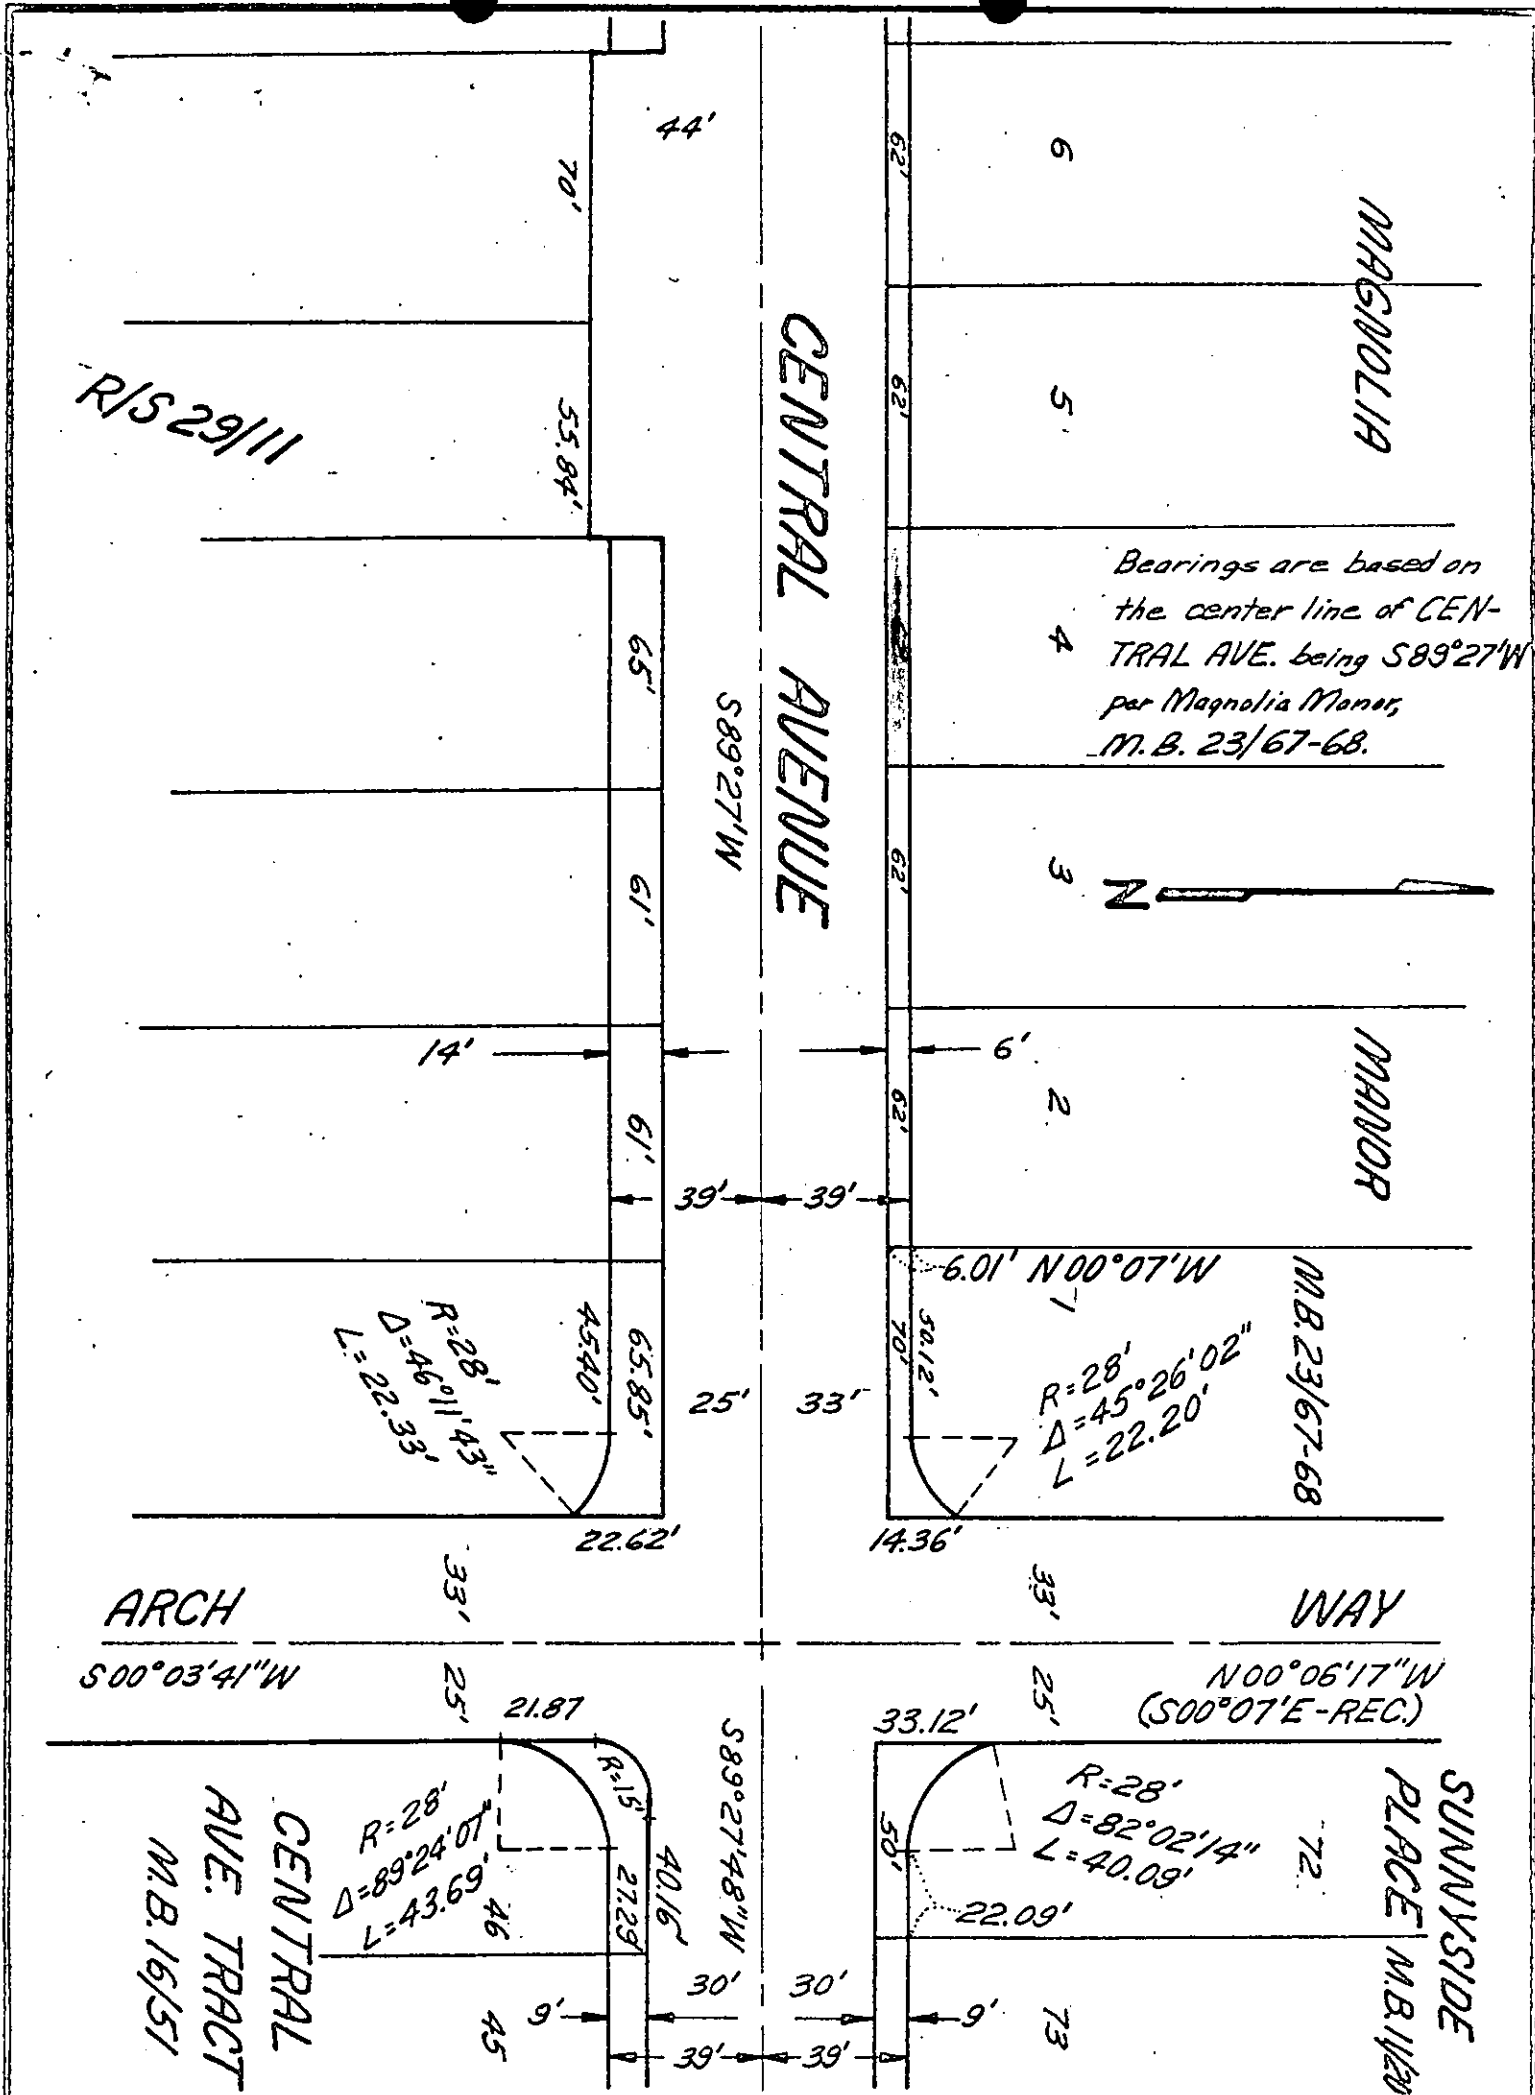 44'
70'
62'
6
MAGNOLIA
62'
5
R/S 29/11
55.84'
CENTRAL AVENUE
S89°27'W
Bearings are based on
the center line of CEN-
TRAL AVE. being S89°27'W
per Magnolia Manor,
M.B. 23/67-68.
4
65'
61'
62'
3
N
14'
6'
61'
62'
2
MANOR
39'
39'
6.01' N00°07'W
1
R=28'
Δ=46°11'43"
L=22.33'
45.40'
65.85'
25'
33'
50.12'
70'
R=28'
Δ=45°26'02"
L=22.20'
M.B. 23/67-68
22.62'
14.36'
33'
33'
ARCH
WAY
S00°03'41"W
25'
25'
N00°06'17"W
(S00°07'E-REC.)
21.87
33.12'
R=15'
S89°27'48"W
R=28'
Δ=89°24'07"
L=43.69'
46
27.29'
40.16'
50'
R=28'
Δ=82°02'14"
L=40.09'
72
22.09'
SUNNYSIDE
PLACE M.B. 11/20
CENTRAL
AVE. TRACT
M.B. 16/51
45
9'
30'
30'
9'
73
39'
39'